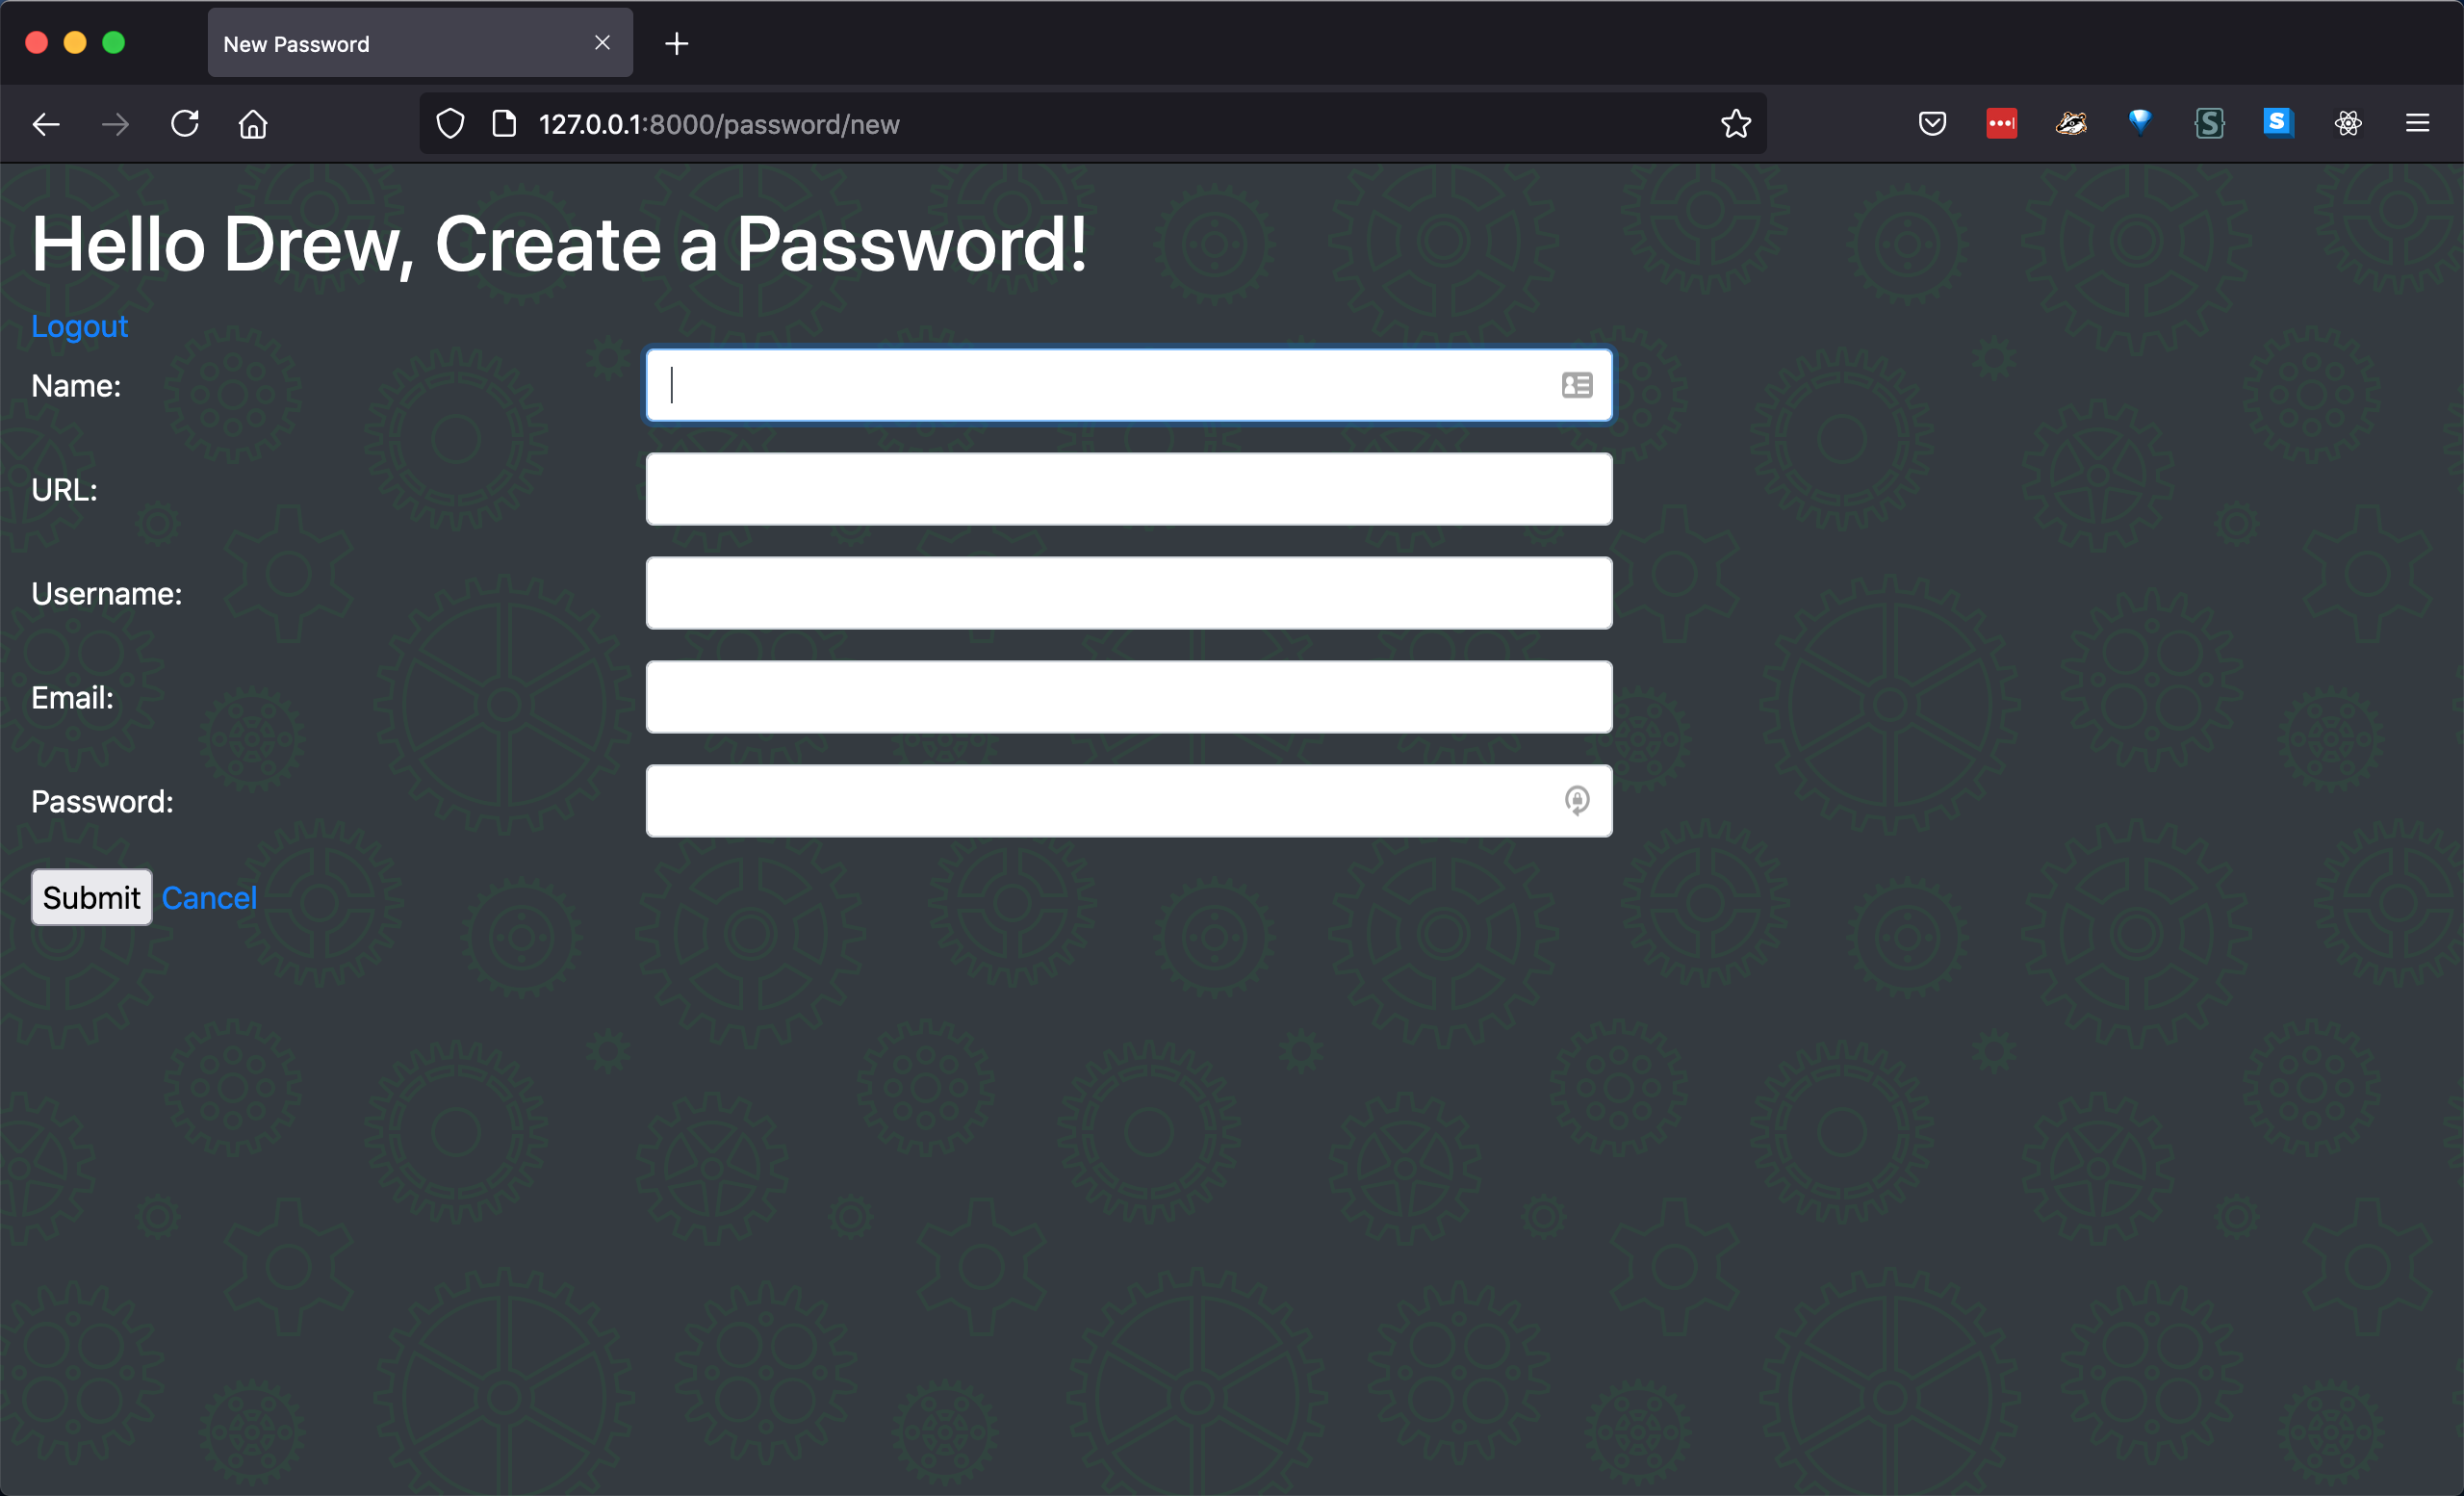 New Password
127.0.0.1:8000/password/new
Hello Drew, Create a Password!
Logout
Name:
URL:
Username:
Email:
Password:
Submit Cancel